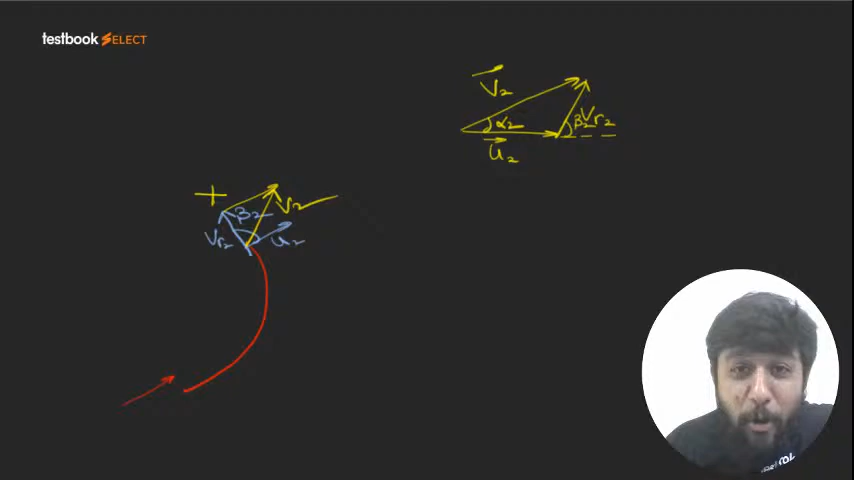 testbook SELECT
V₂
α₂
β₂
Vr₂
u₂
V₂
β₂
Vr₂
u₂